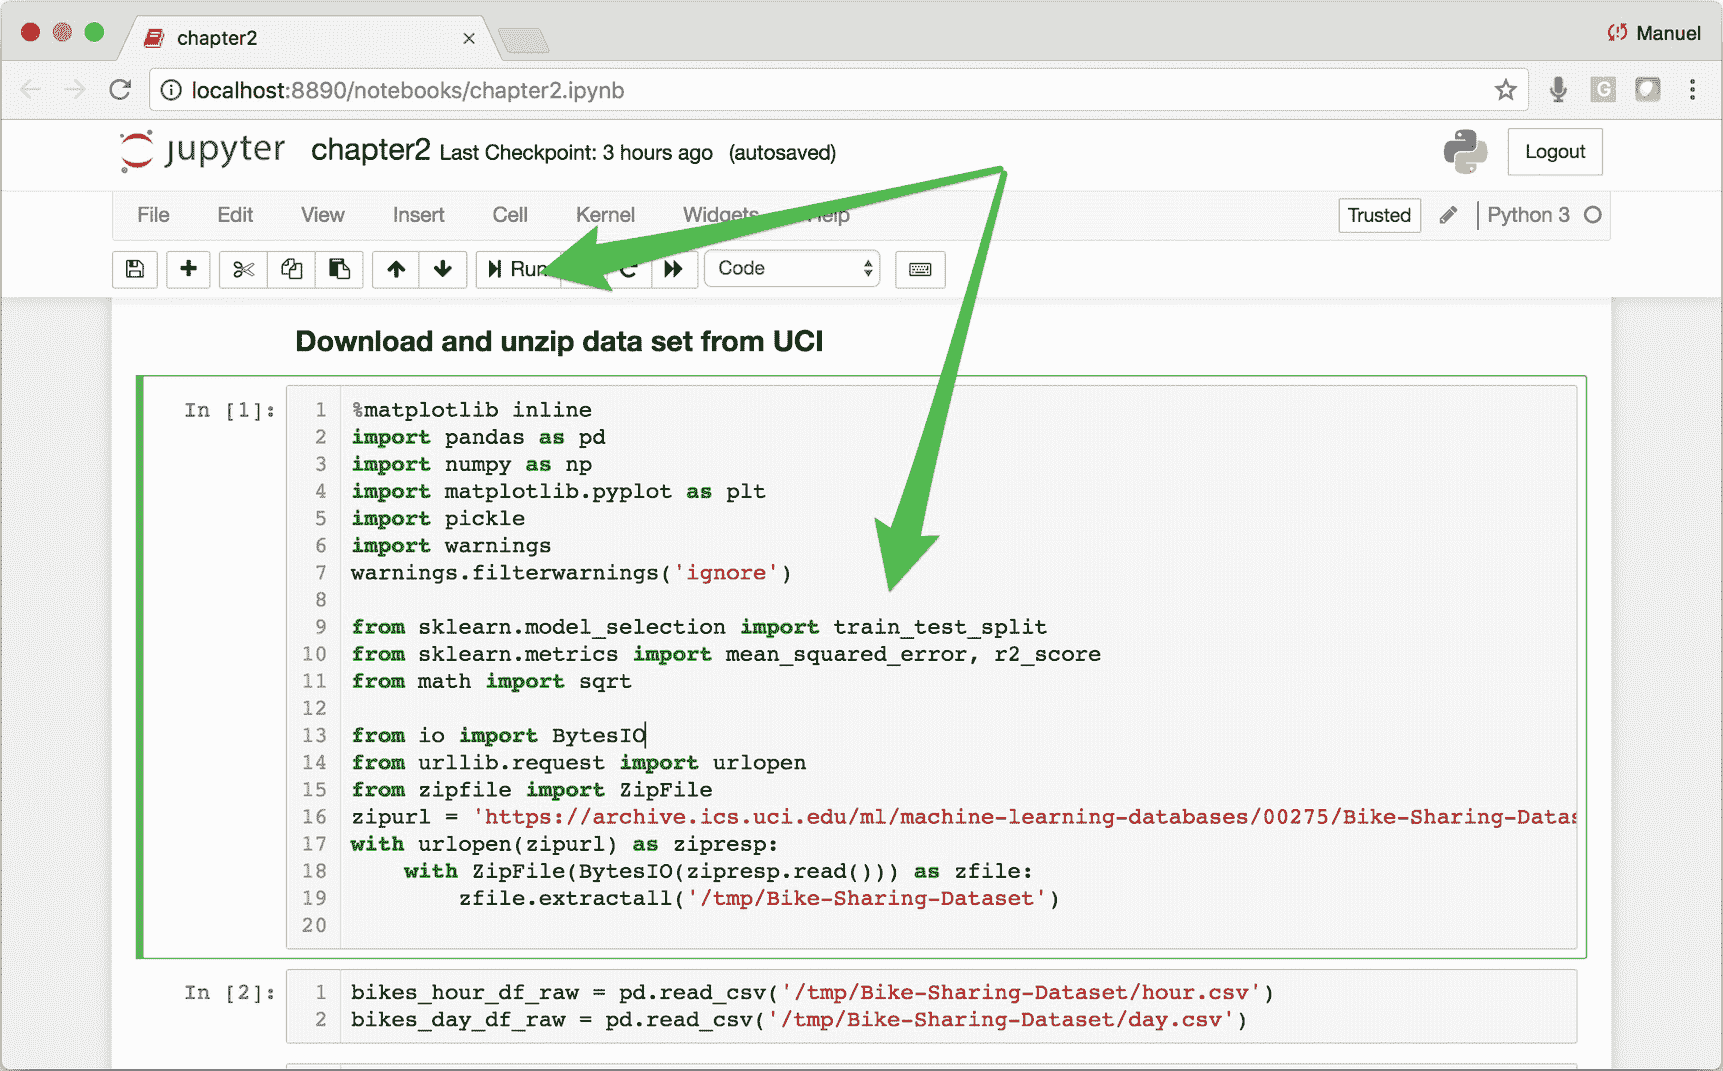 chapter2
Manuel
localhost:8890/notebooks/chapter2.ipynb
G
jupyter chapter2 Last Checkpoint: 3 hours ago (autosaved)
Logout
File Edit View Insert Cell Kernel Widgets Help
Trusted Python 3
Run Code
Download and unzip data set from UCI
In [1]:
1 %matplotlib inline
2 import pandas as pd
3 import numpy as np
4 import matplotlib.pyplot as plt
5 import pickle
6 import warnings
7 warnings.filterwarnings('ignore')
8
9 from sklearn.model_selection import train_test_split
10 from sklearn.metrics import mean_squared_error, r2_score
11 from math import sqrt
12
13 from io import BytesIO
14 from urllib.request import urlopen
15 from zipfile import ZipFile
16 zipurl = 'https://archive.ics.uci.edu/ml/machine-learning-databases/00275/Bike-Sharing-Datas
17 with urlopen(zipurl) as zipresp:
18     with ZipFile(BytesIO(zipresp.read())) as zfile:
19         zfile.extractall('/tmp/Bike-Sharing-Dataset')
20
In [2]:
1 bikes_hour_df_raw = pd.read_csv('/tmp/Bike-Sharing-Dataset/hour.csv')
2 bikes_day_df_raw = pd.read_csv('/tmp/Bike-Sharing-Dataset/day.csv')